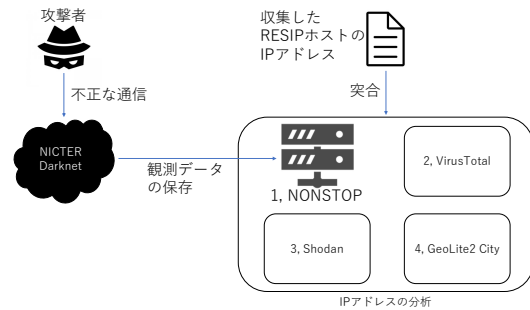 攻撃者
収集した
RESIPホストの
IPアドレス
不正な通信
突合
NICTER
Darknet
観測データ
の保存
1, NONSTOP
2, VirusTotal
3, Shodan
4, GeoLite2 City
IPアドレスの分析